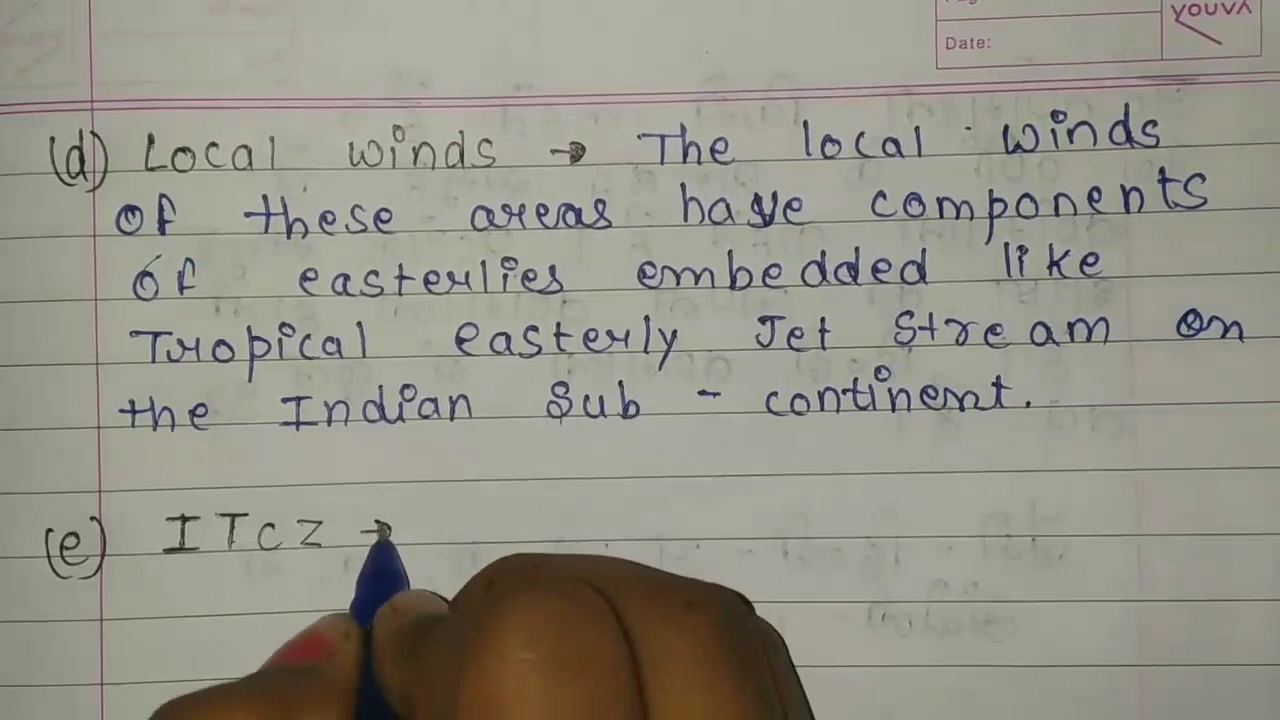 YOUVA
Date:
(d) Local winds → The local winds
of these areas have components
of easterlies embedded like
Tropical easterly Jet Stream on
the Indian Sub - continent.
(e) ITCZ →